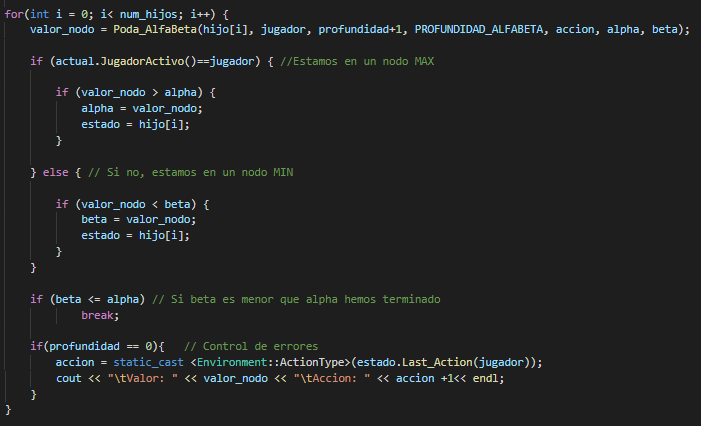 for(int i = 0; i< num_hijos; i++) {
valor_nodo = Poda_AlfaBeta(hijo[i], jugador, profundidad+1, PROFUNDIDAD_ALFABETA, accion, alpha, beta);
if (actual.JugadorActivo()==jugador) { //Estamos en un nodo MAX
if (valor_nodo > alpha) {
alpha = valor_nodo;
estado = hijo[i];
}
} else { // Si no, estamos en un nodo MIN
if (valor_nodo < beta) {
beta = valor_nodo;
estado = hijo[i];
}
}
if (beta <= alpha) // Si beta es menor que alpha hemos terminado
break;
if(profundidad == 0){ // Control de errores
accion = static_cast <Environment::ActionType>(estado.Last_Action(jugador));
cout << "\tValor: " << valor_nodo << "\tAccion: " << accion +1<< endl;
}
}